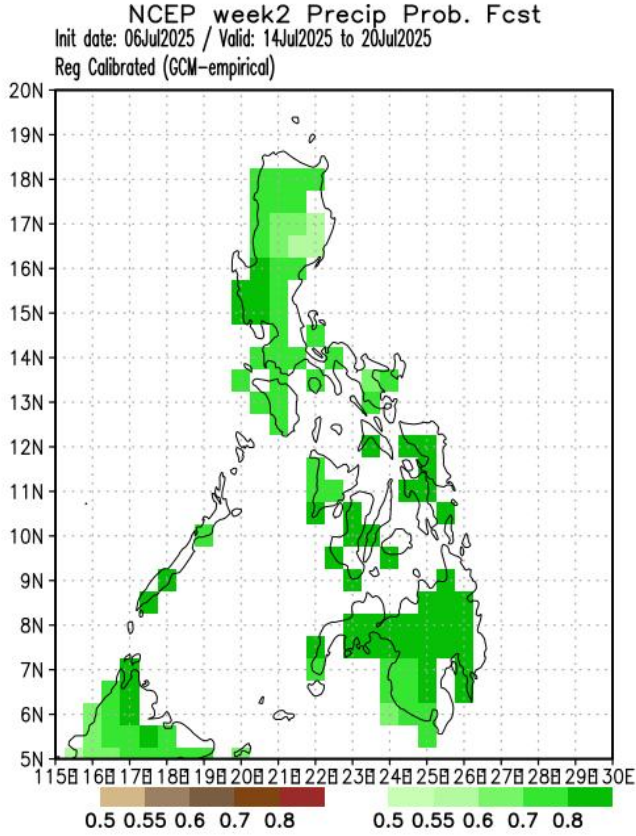 NCEP week2 Precip Prob. Fcst
Init date: 06Jul2025 / Valid: 14Jul2025 to 20Jul2025
Reg Calibrated (GCM-empirical)
20N
19N
18N
17N
16N
15N
14N
13N
12N
11N
10N
9N
8N
7N
6N
5N
115E 116E 117E 118E 119E 120E 121E 122E 123E 124E 125E 126E 127E 128E 129E 130E
0.5 0.55 0.6 0.7 0.8 0.5 0.55 0.6 0.7 0.8